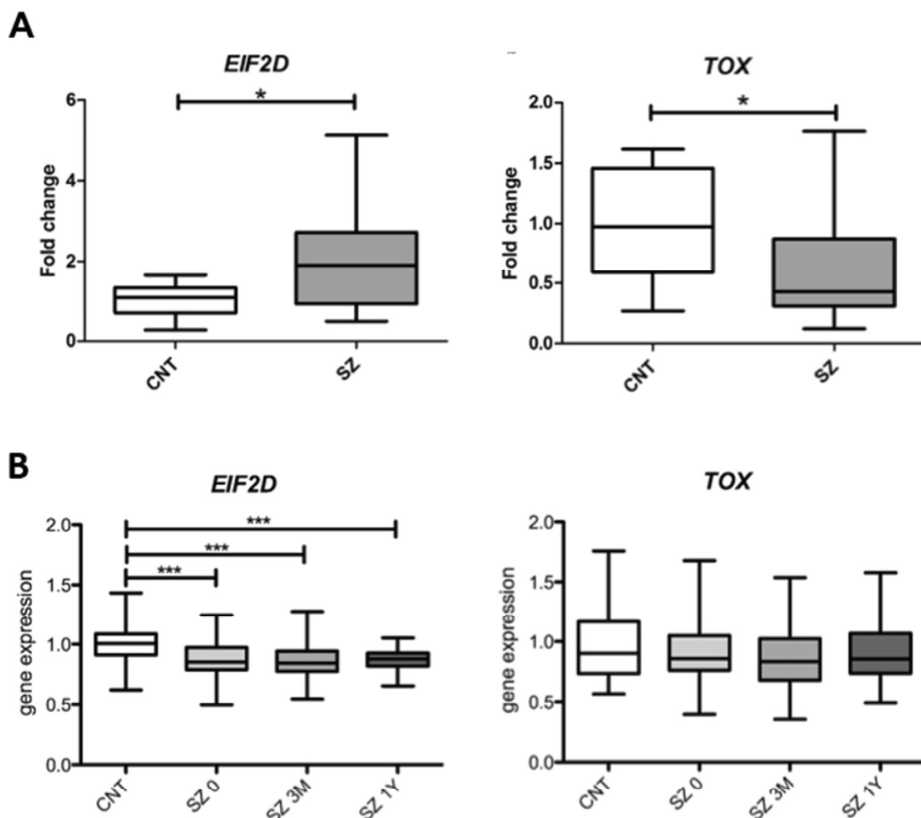 A
EIF2D
TOX
*
*
Fold change
6
4
2
0
CNT
SZ
Fold change
2.0
1.5
1.0
0.5
0.0
CNT
SZ
B
EIF2D
TOX
gene expression
2.0
1.5
1.0
0.5
0.0
***
***
***
CNT
SZ 0
SZ 3M
SZ 1Y
gene expression
2.0
1.5
1.0
0.5
0.0
CNT
SZ 0
SZ 3M
SZ 1Y